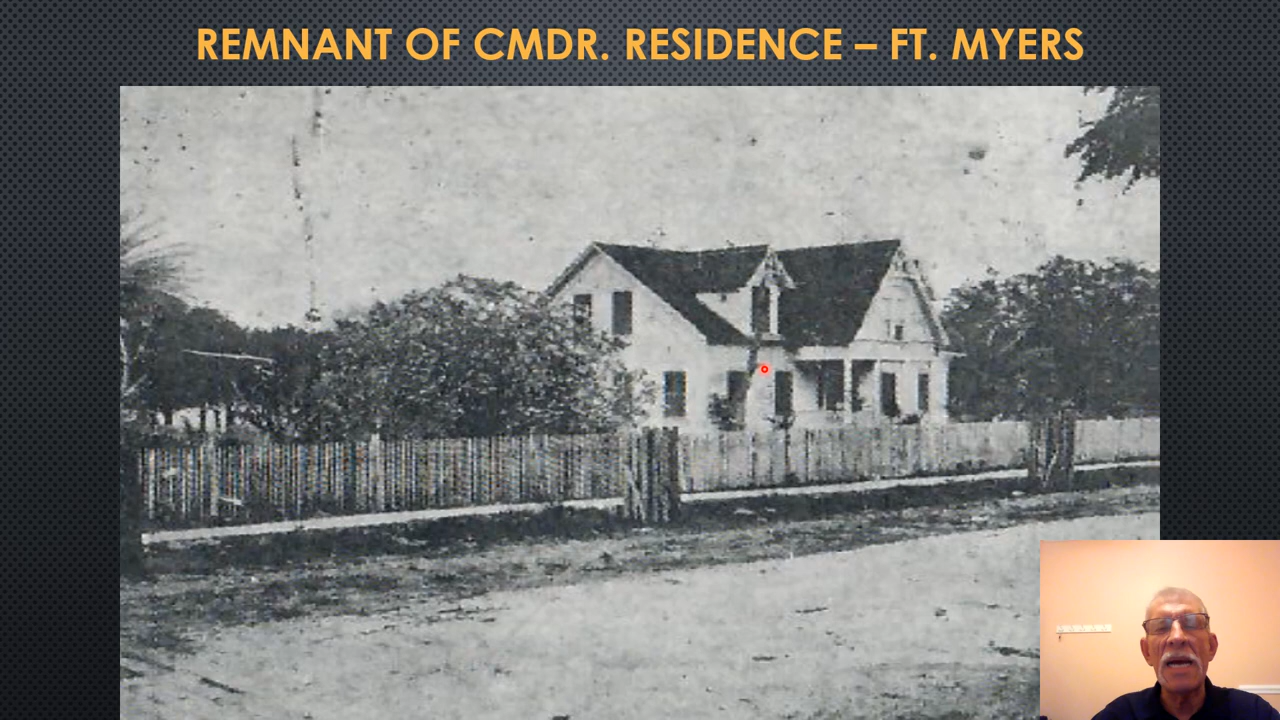 REMNANT OF CMDR. RESIDENCE – FT. MYERS